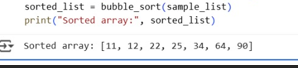 sorted_list = bubble_sort(sample_list)
print("Sorted array:", sorted_list)
Sorted array: [11, 12, 22, 25, 34, 64, 90]